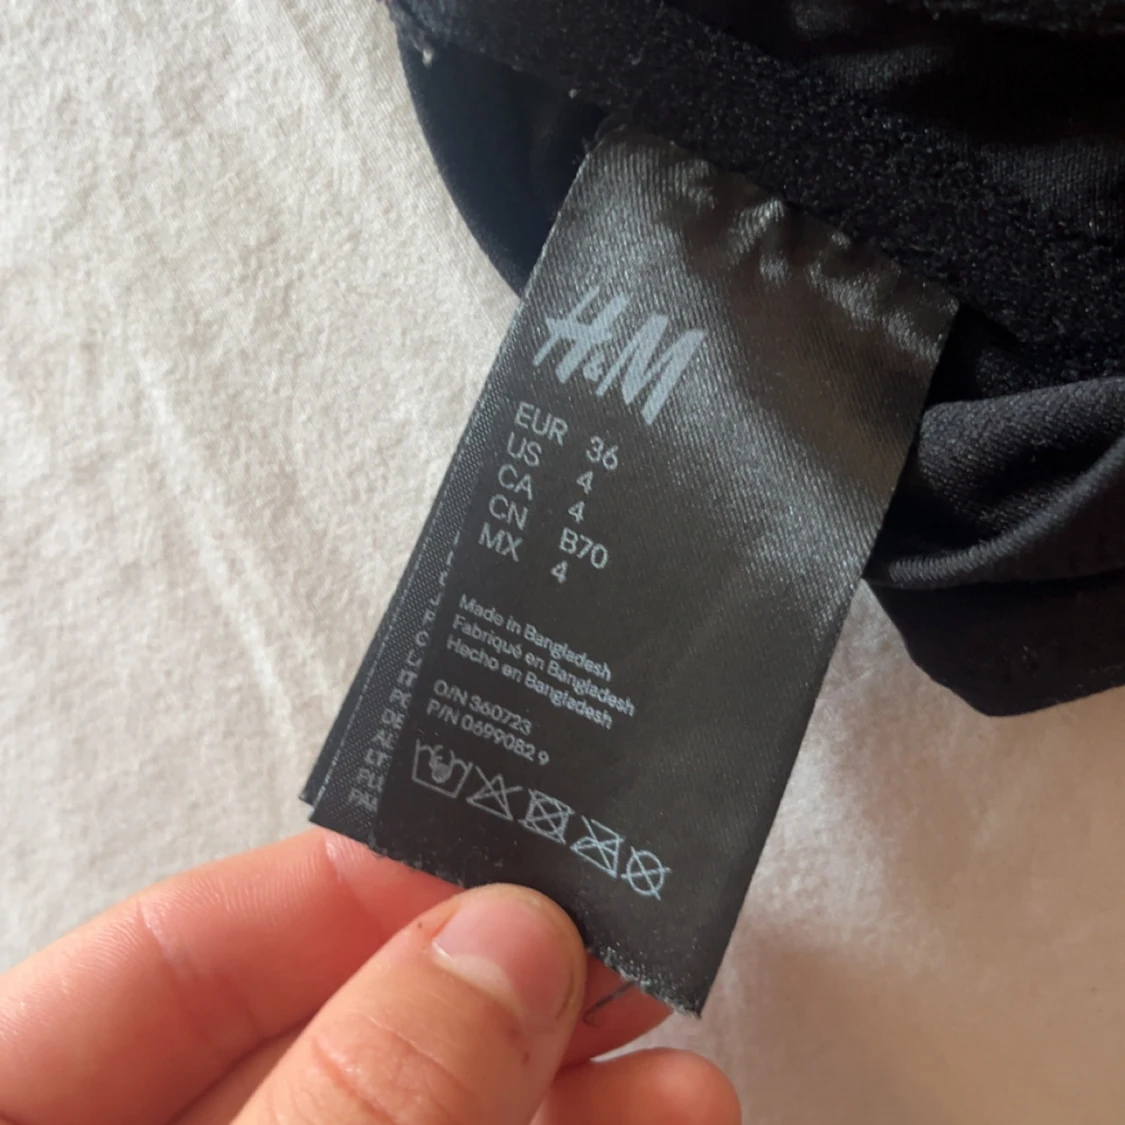 H&M
EUR 36
US 4
CA 4
CN B70
MX 4
Made in Bangladesh
Fabriqué en Bangladesh
Hecho en Bangladesh
O/N 360723
P/N 0699082 9